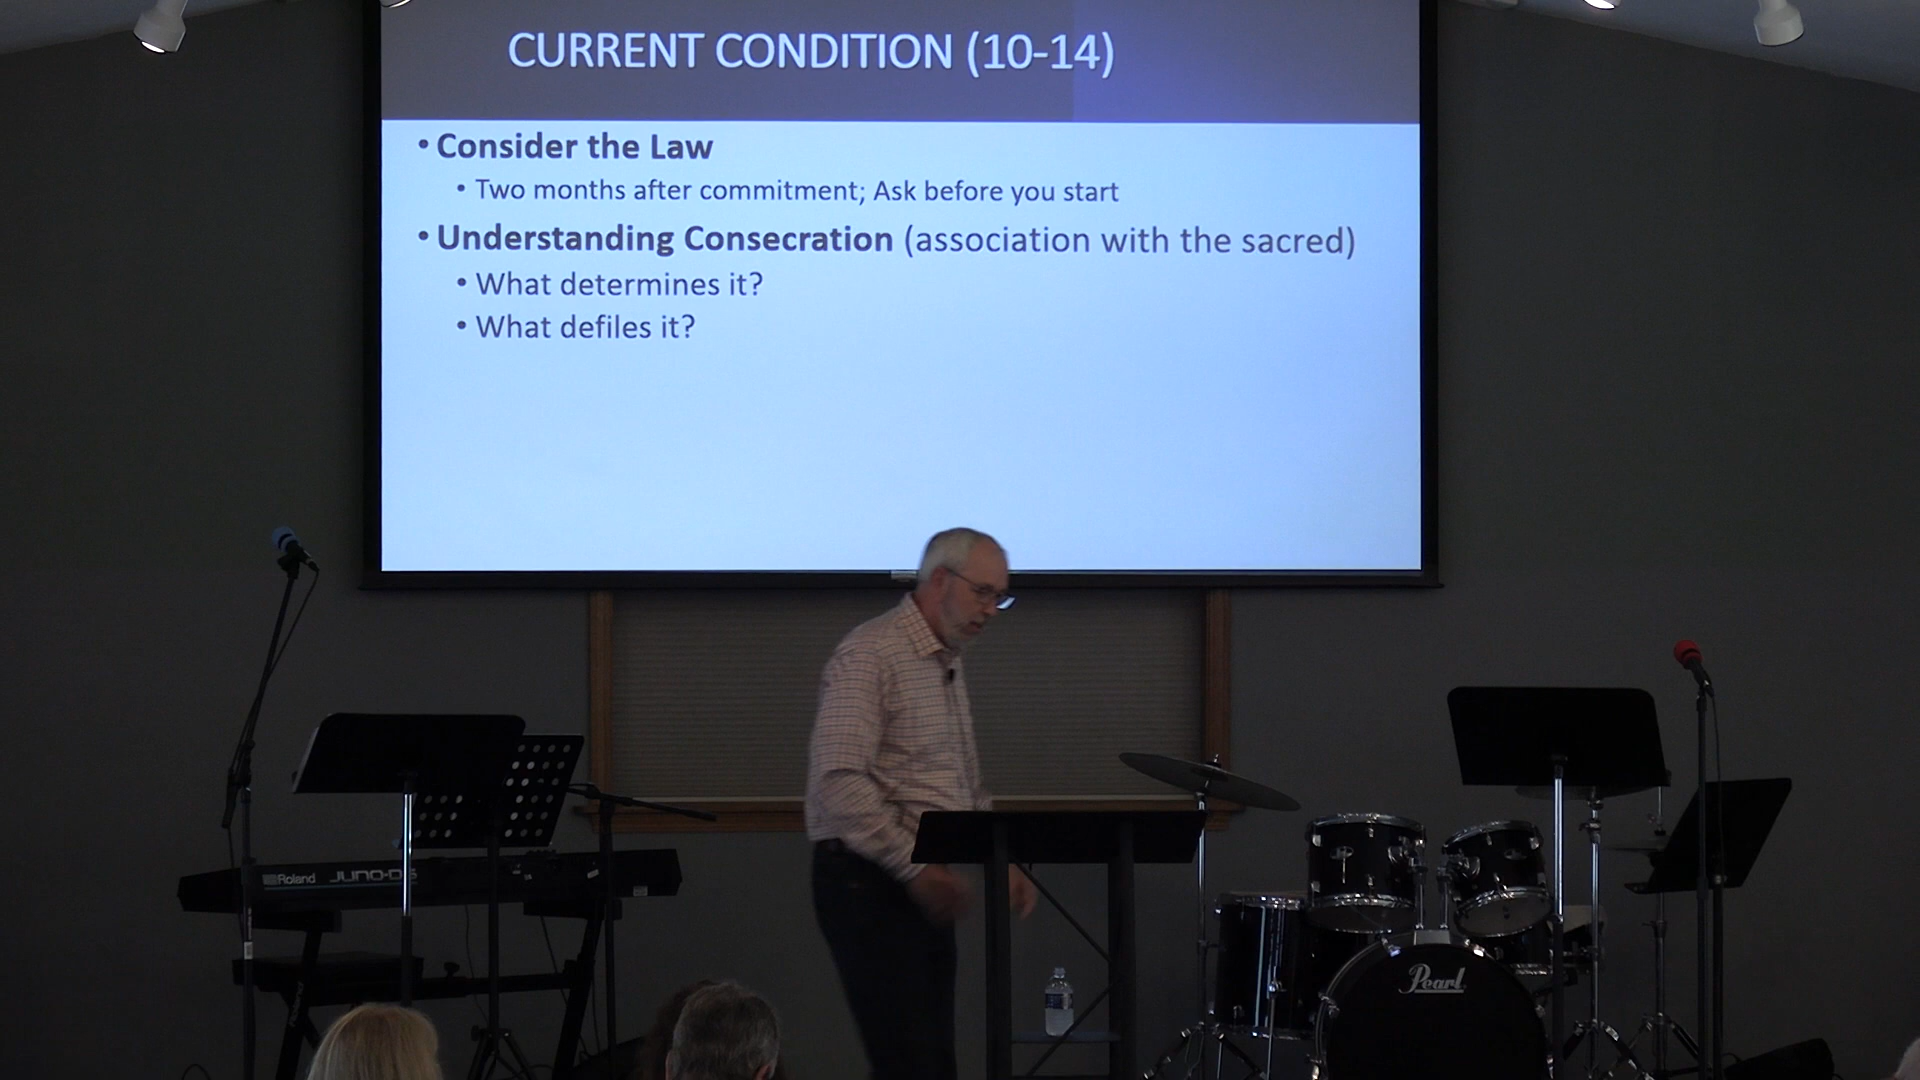 CURRENT CONDITION (10-14)
• Consider the Law
• Two months after commitment; Ask before you start
• Understanding Consecration (association with the sacred)
• What determines it?
• What defiles it?
Roland JUNO-DS
Pearl